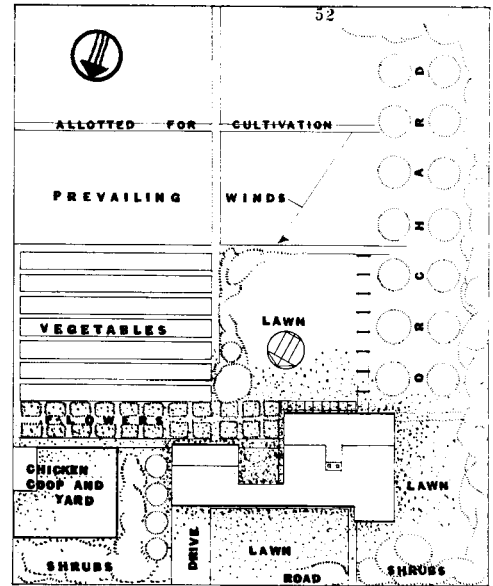 52
ALLOTTED FOR CULTIVATION
PREVAILING WINDS
ORCHARD
VEGETABLES
LAWN
FLOWERS
CHICKEN
COOP AND
YARD
LAWN
SHRUBS
DRIVE
LAWN
ROAD
SHRUBS